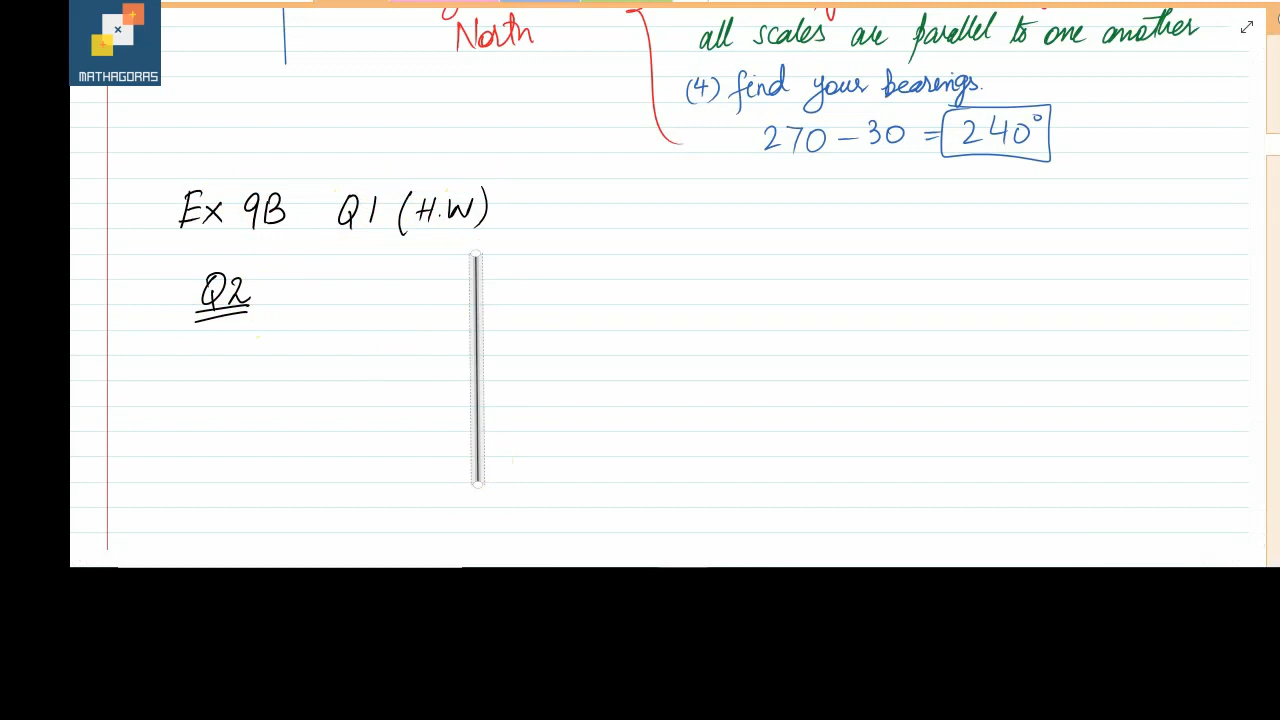 North
all scales are parallel to one another
(4) find your bearings.
270 - 30 = 240°
MATHAGORAS
Ex 9B Q1 (H.W)
Q2